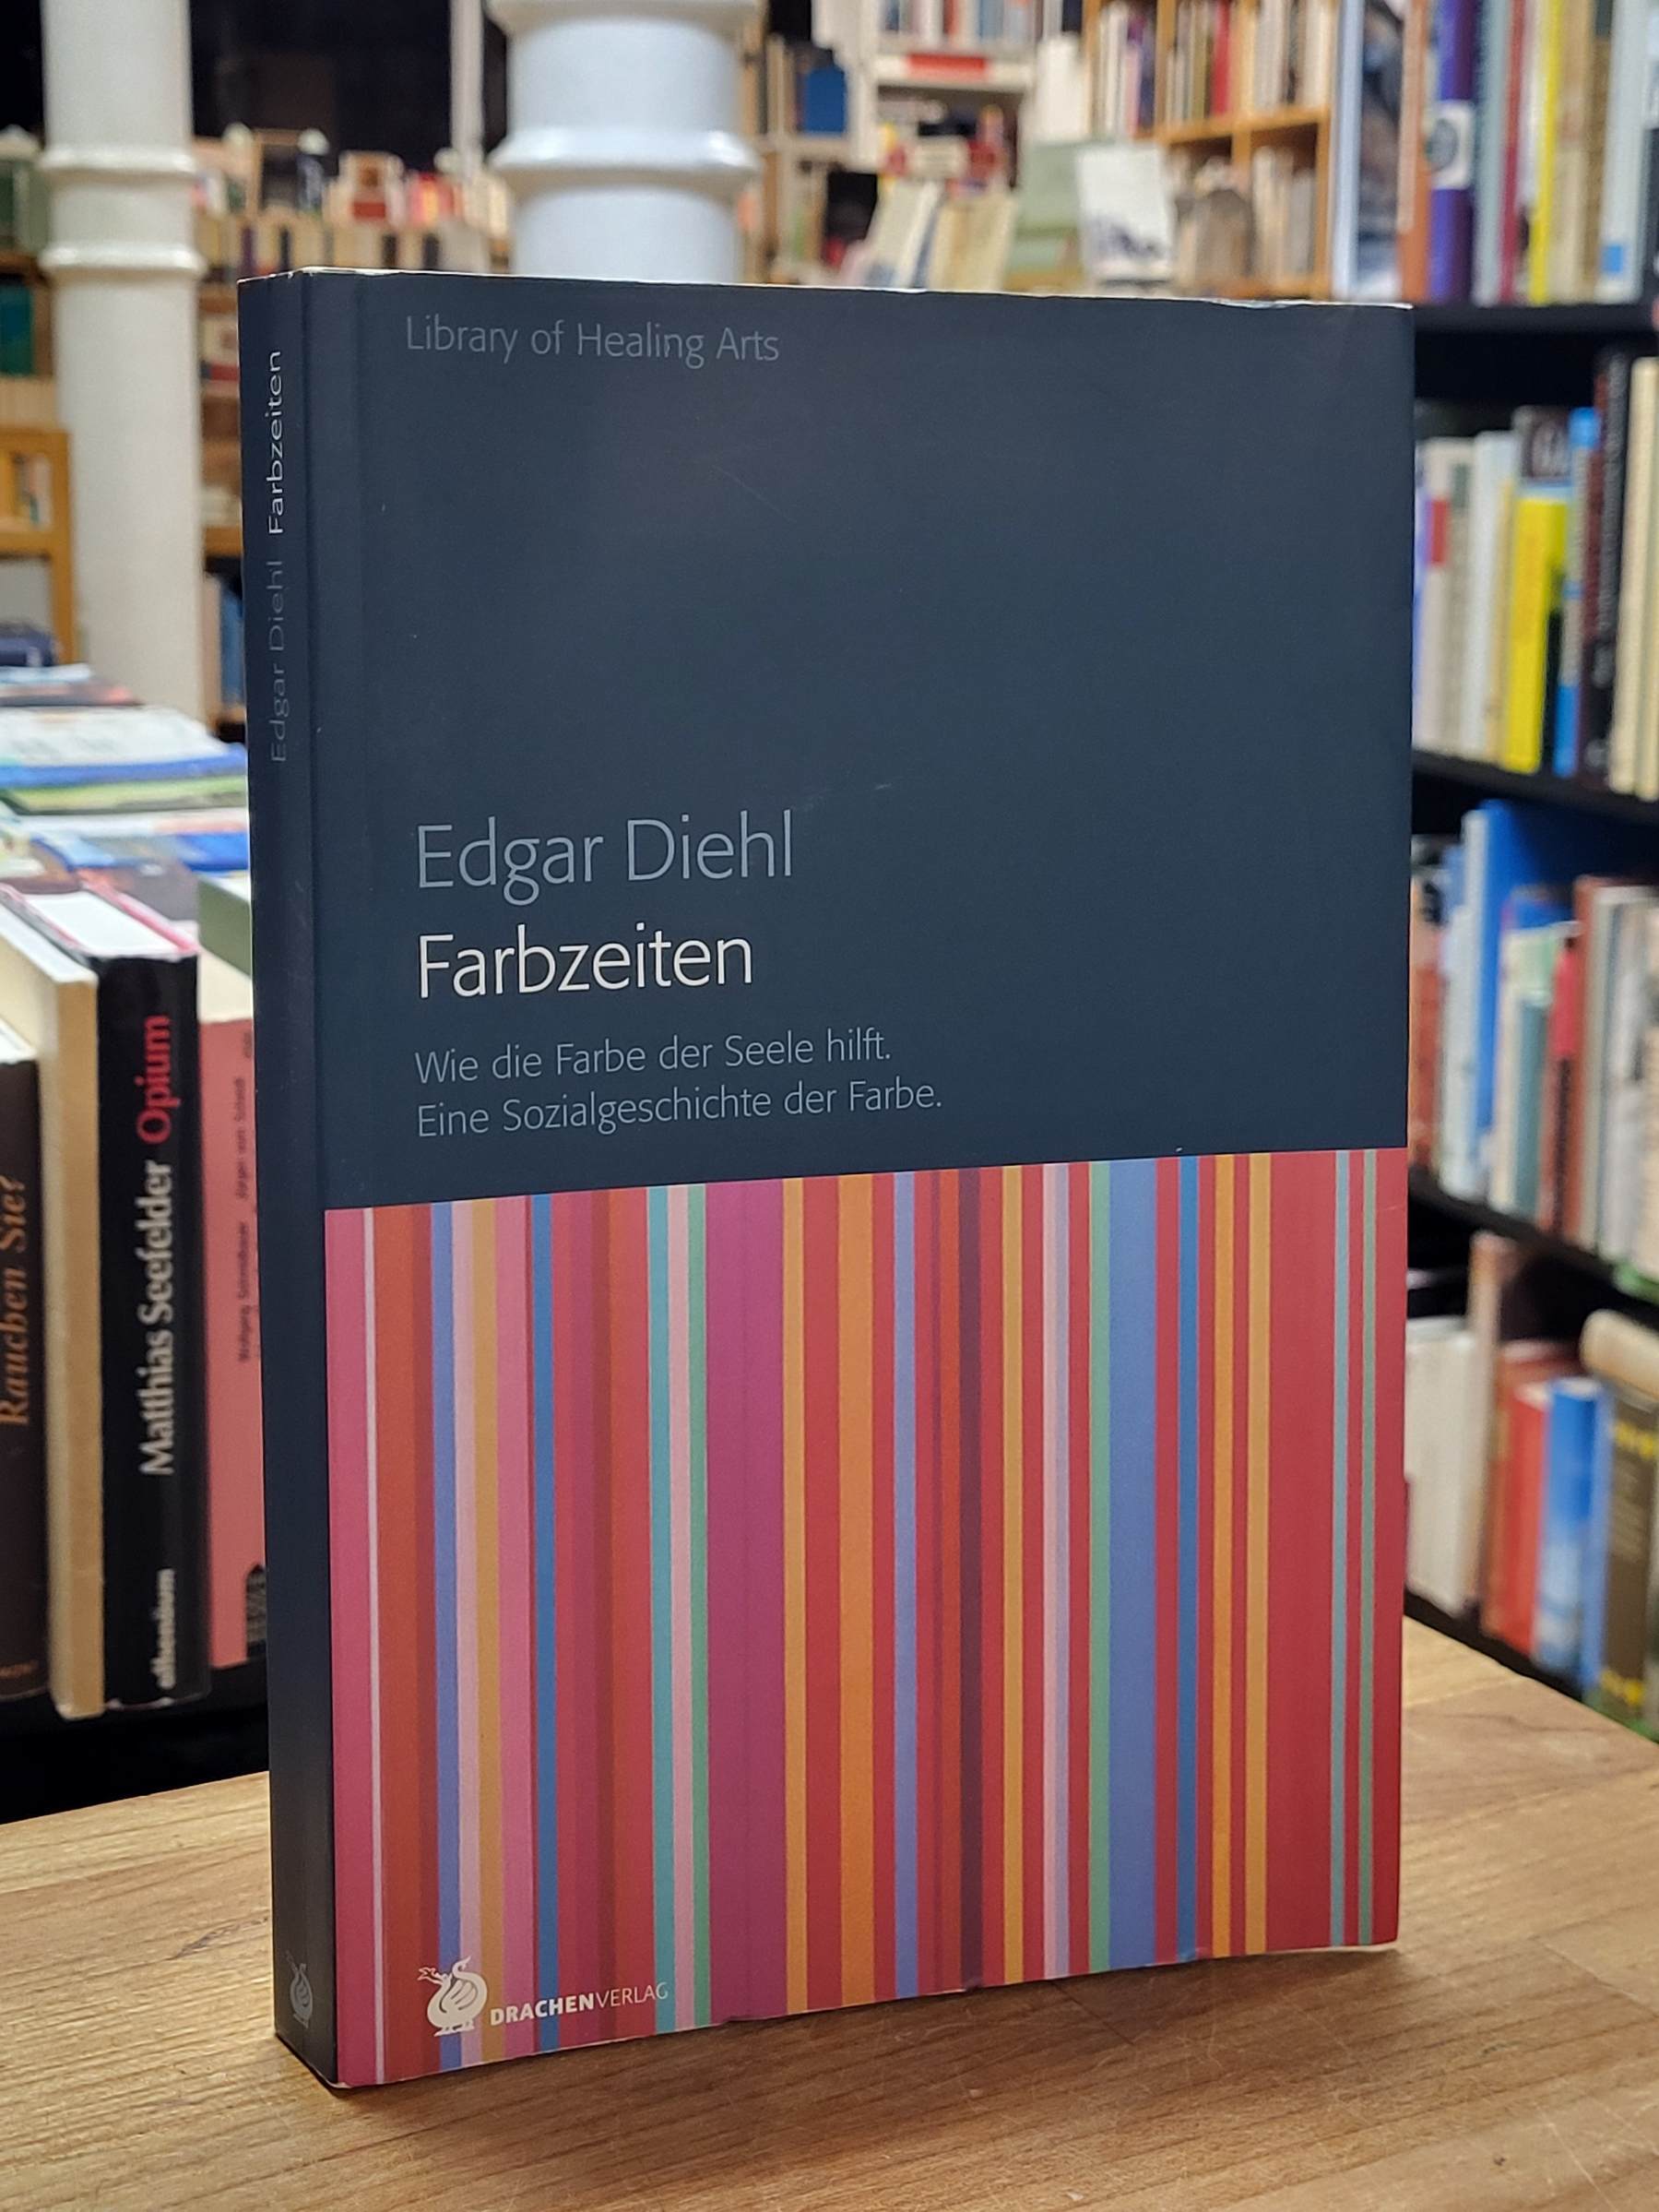 Library of Healing Arts
Edgar Diehl
Farbzeiten
Wie die Farbe der Seele hilft.
Eine Sozialgeschichte der Farbe.
DRACHENVERLAG
Edgar Diehl Farbzeiten
Rauchen Sie?
Matthias Seefelder Opium